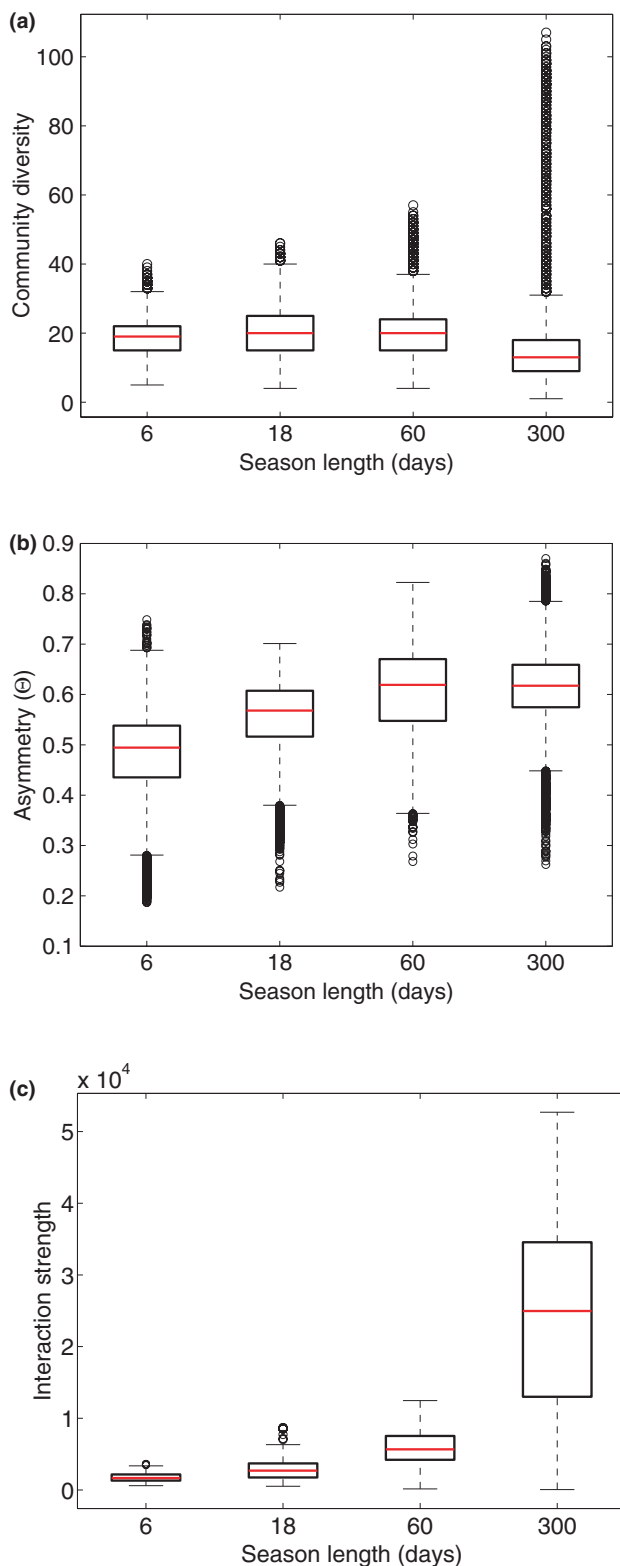 (a)
100
80
60
40
20
0
Community diversity
6 18 60 300
Season length (days)
(b)
0.9
0.8
0.7
0.6
0.5
0.4
0.3
0.2
0.1
Asymmetry (Θ)
6 18 60 300
Season length (days)
(c)
x 10^4
5
4
3
2
1
0
Interaction strength
6 18 60 300
Season length (days)